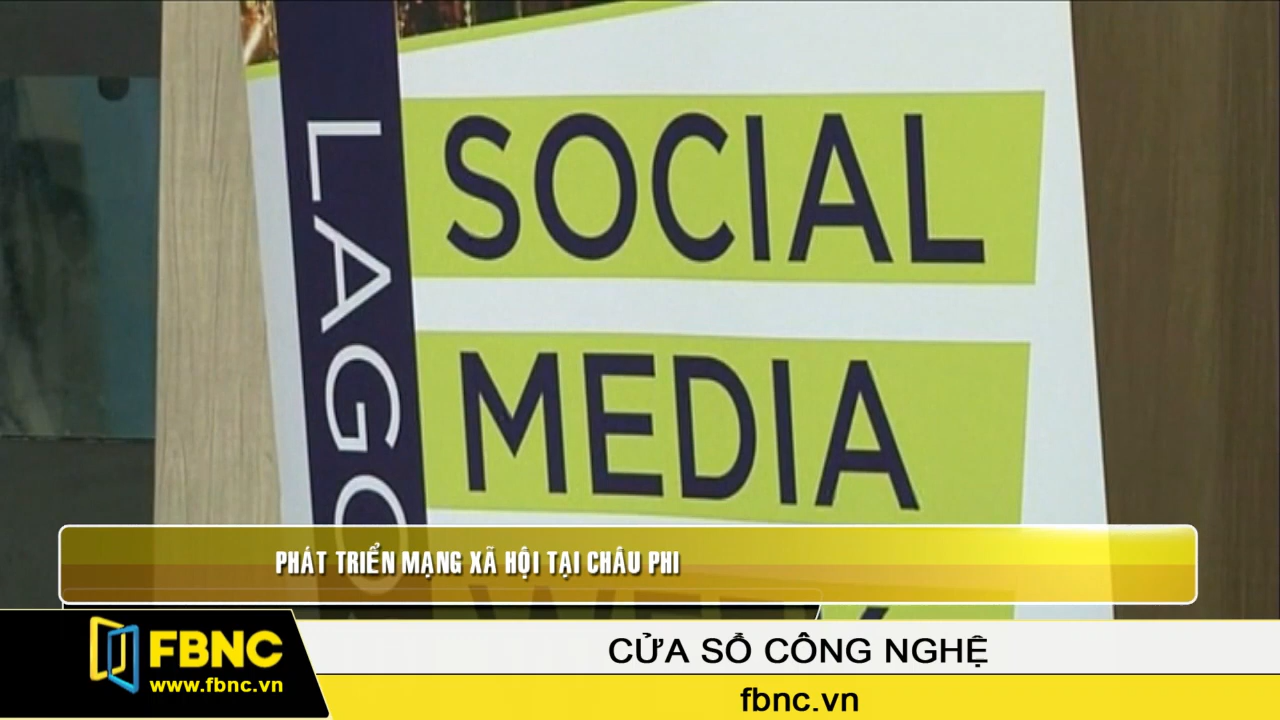 LAGO
SOCIAL
MEDIA
PHÁT TRIỂN MẠNG XÃ HỘI TẠI CHÂU PHI
FBNC
www.fbnc.vn
CỬA SỔ CÔNG NGHỆ
fbnc.vn